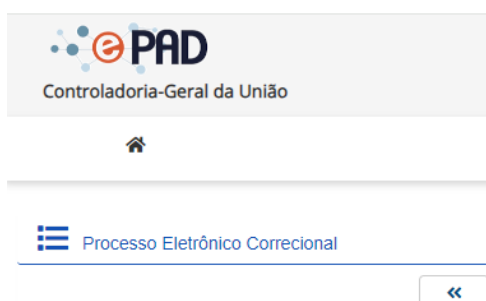 ePAD
Controladoria-Geral da União
Processo Eletrônico Correcional
«